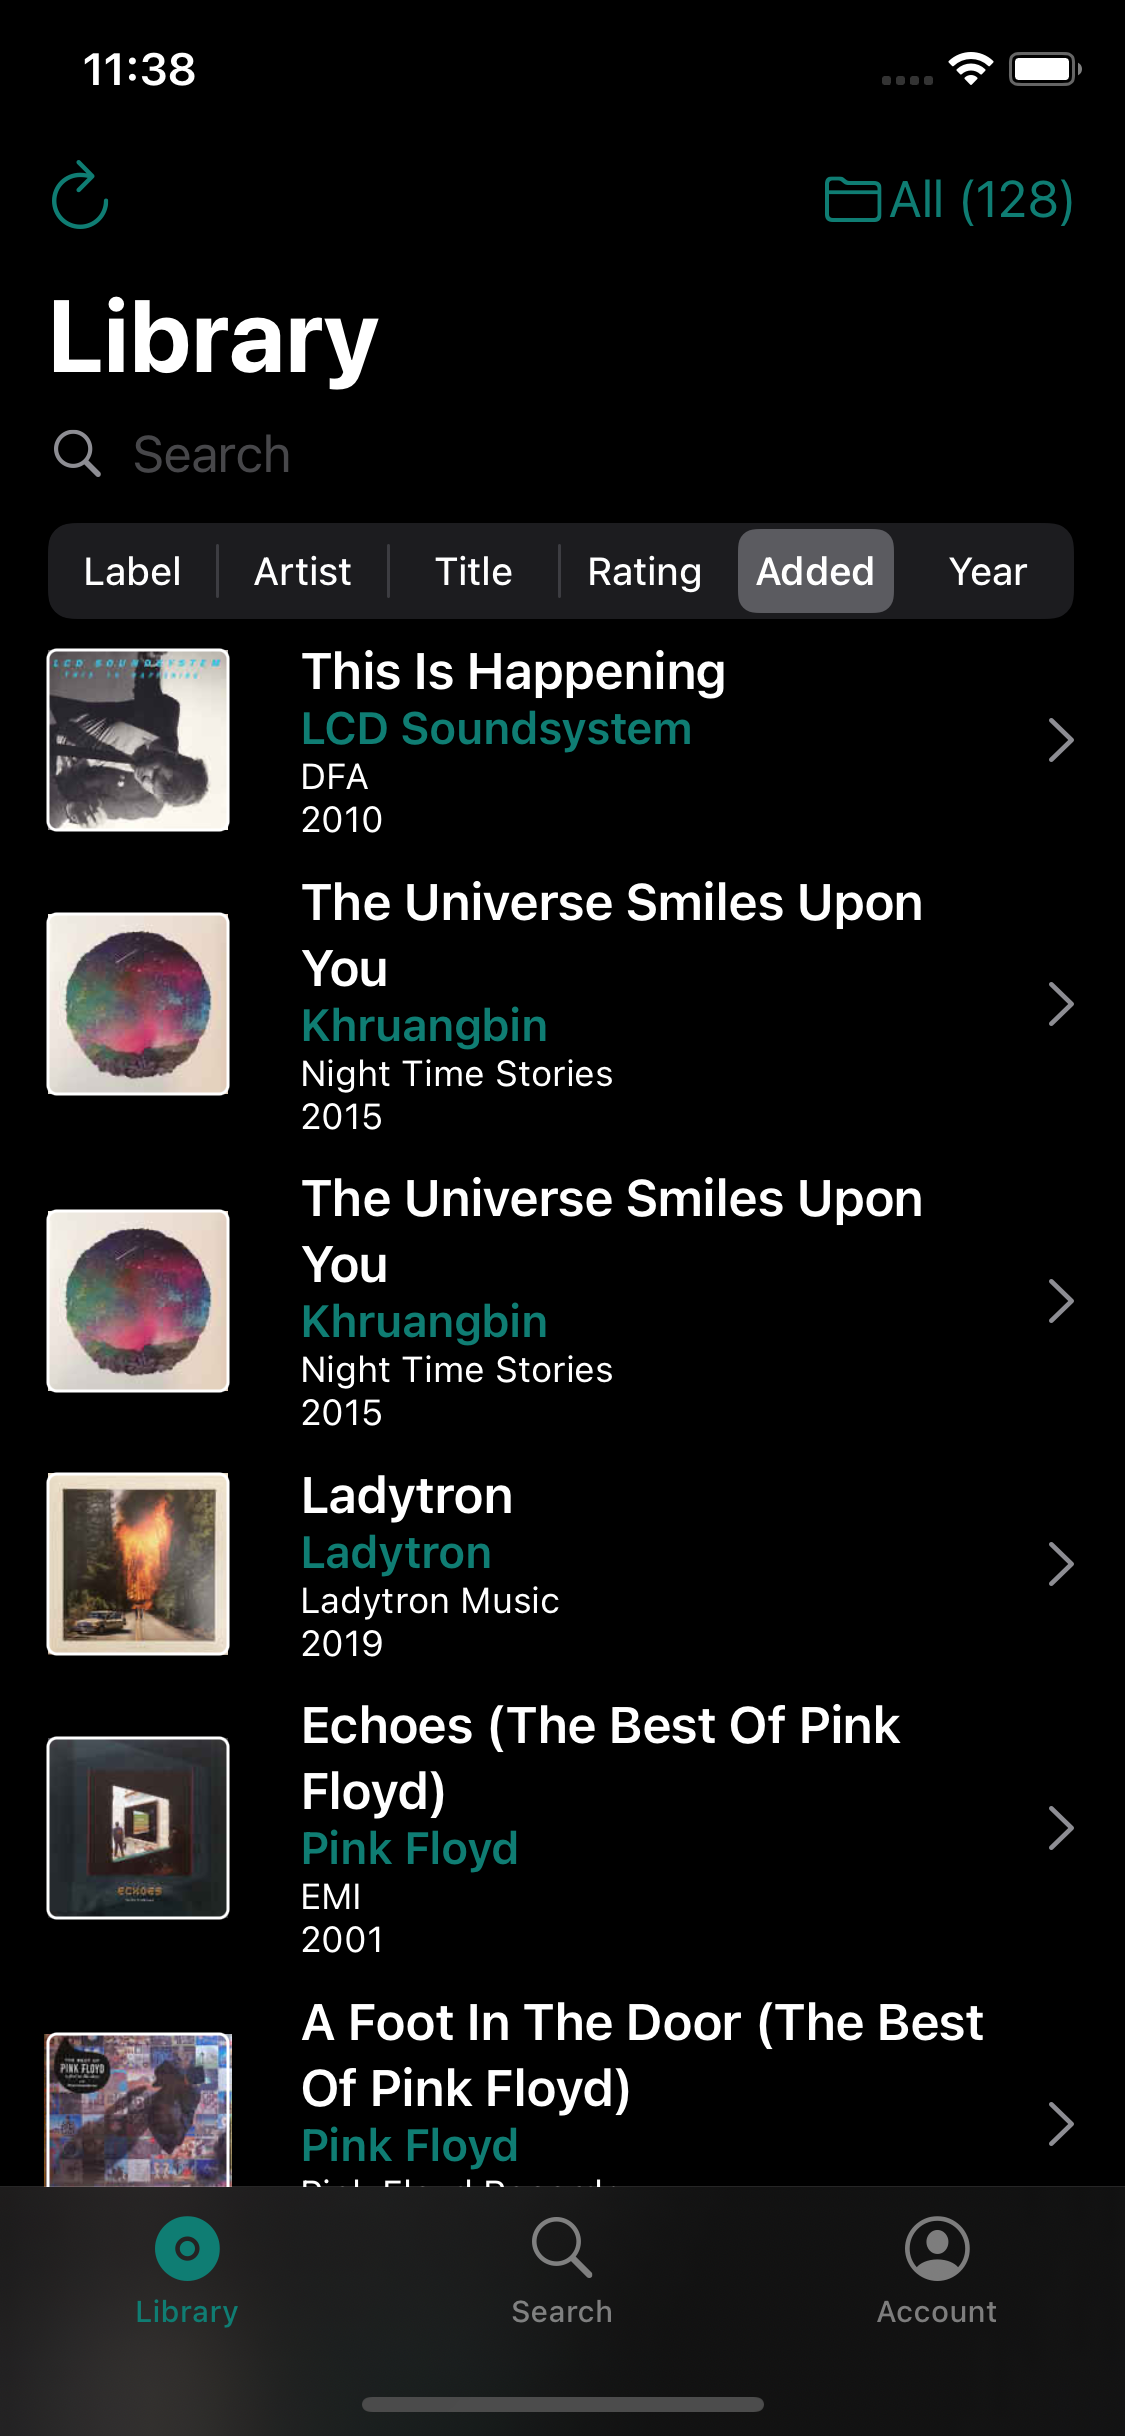 11:38
All (128)
Library
Search
Label Artist Title Rating Added Year
LCD SOUNDSYSTEM
THIS IS HAPPENING
This Is Happening
LCD Soundsystem
DFA
2010
The Universe Smiles Upon
You
Khruangbin
Night Time Stories
2015
The Universe Smiles Upon
You
Khruangbin
Night Time Stories
2015
Ladytron
Ladytron
Ladytron Music
2019
Echoes (The Best Of Pink
Floyd)
Pink Floyd
EMI
2001
ECHOES
A Foot In The Door (The Best
Of Pink Floyd)
Pink Floyd
THE BEST OF
PINK FLOYD
Library Search Account